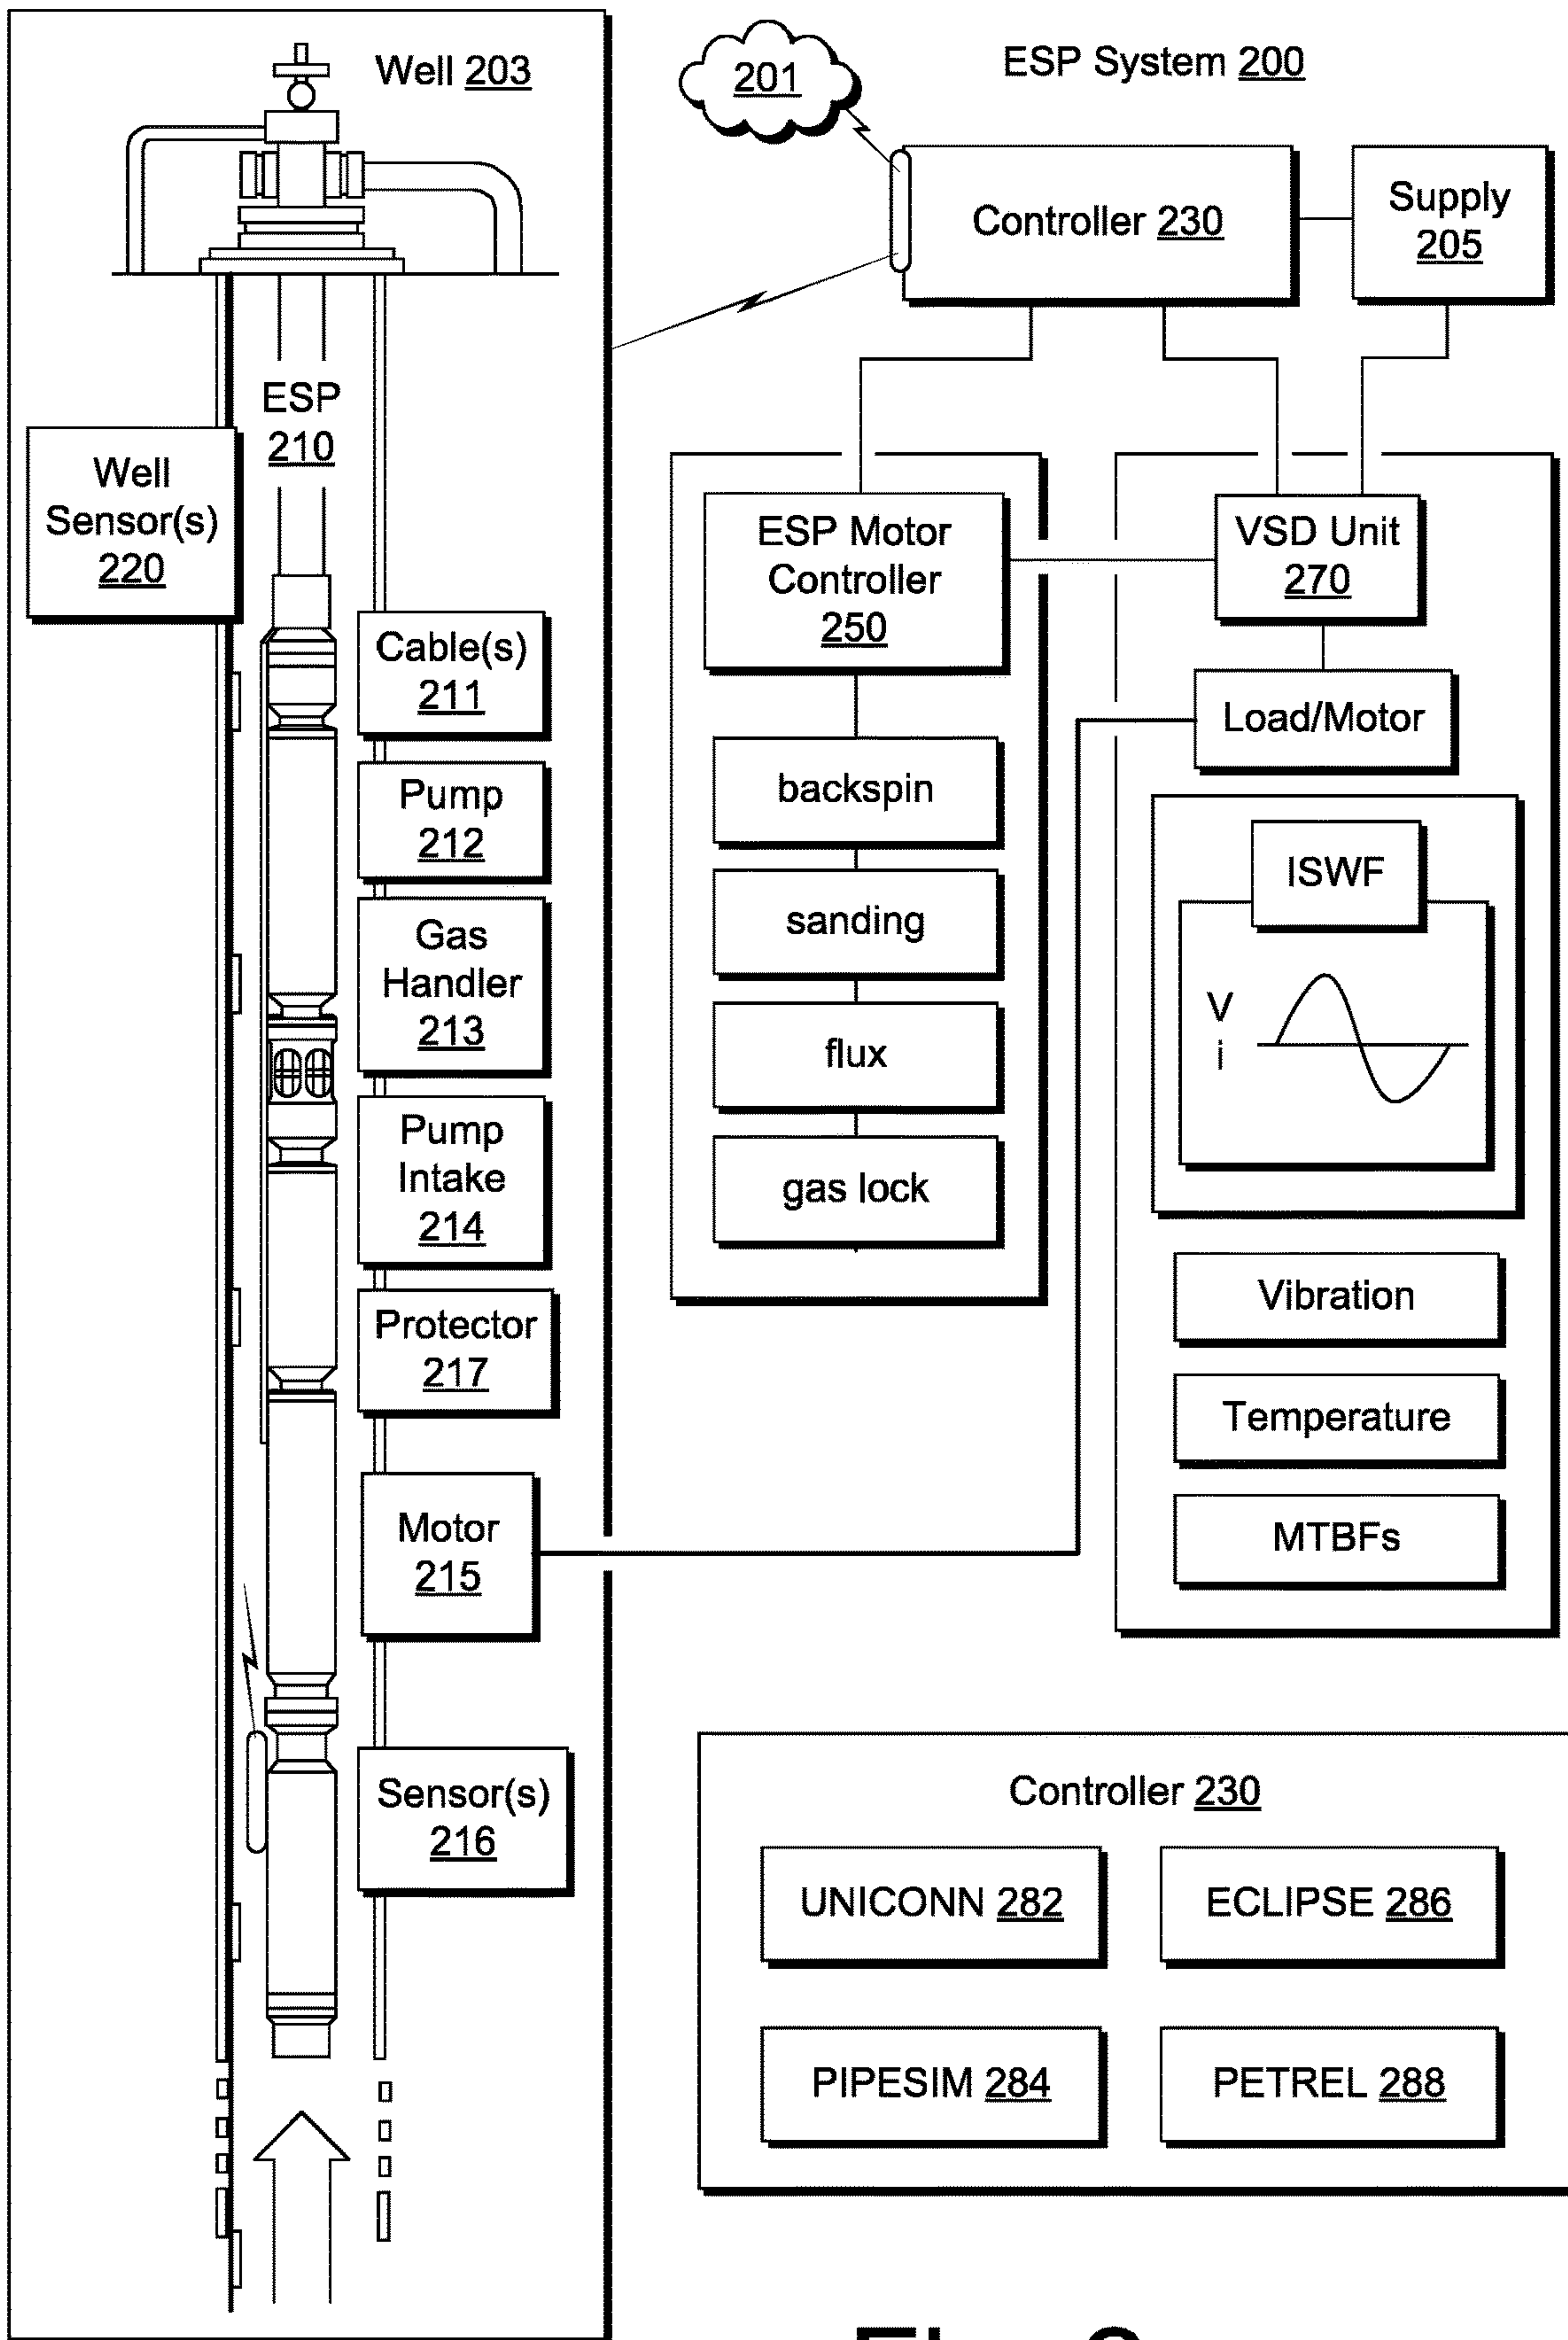 Well 203
201
ESP System 200
Controller 230
Supply
205
ESP
210
Well
Sensor(s)
220
Cable(s)
211
Pump
212
Gas
Handler
213
Pump
Intake
214
Protector
217
Motor
215
Sensor(s)
216
ESP Motor
Controller
250
backspin
sanding
flux
gas lock
VSD Unit
270
Load/Motor
ISWF
V
i
Vibration
Temperature
MTBFs
Controller 230
UNICONN 282
ECLIPSE 286
PIPESIM 284
PETREL 288